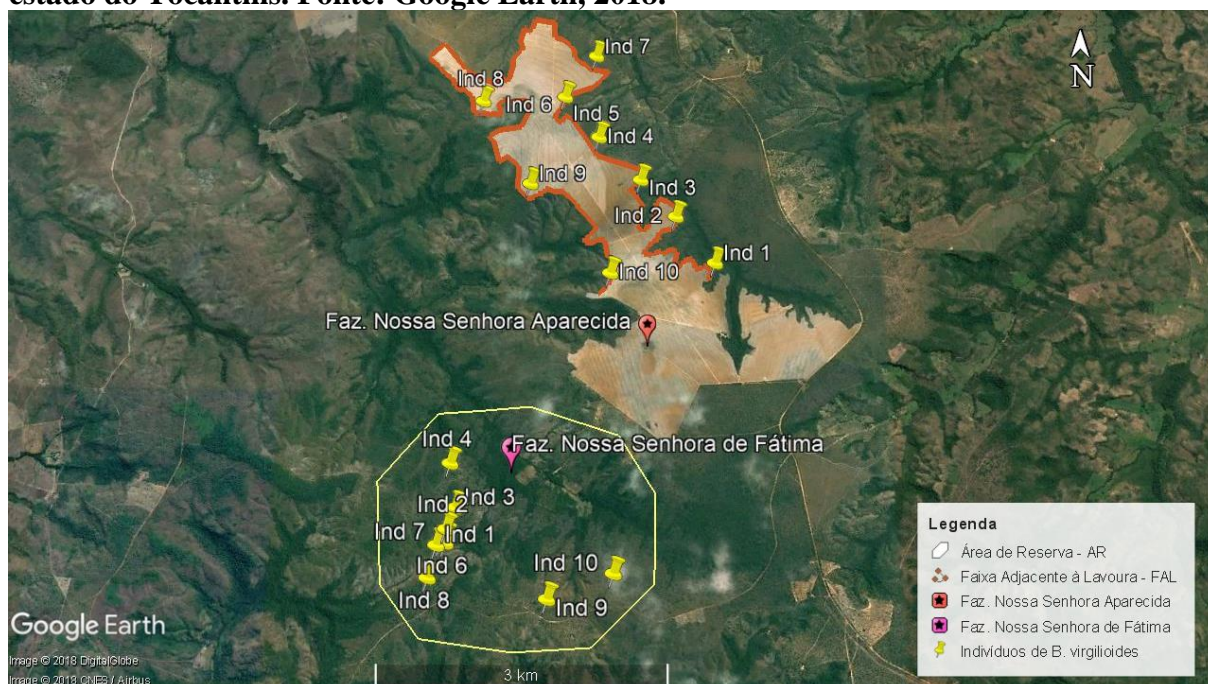 estado do Tocantins. Fonte: Google Earth, 2018.
Ind 7
N
Ind 8
Ind 6
Ind 5
Ind 4
Ind 9
Ind 3
Ind 2
Ind 1
Ind 10
Faz. Nossa Senhora Aparecida
Ind 4
Faz. Nossa Senhora de Fátima
Ind 2
Ind 3
Ind 7
Ind 1
Ind 6
Ind 10
Ind 8
Ind 9
Legenda
Área de Reserva - AR
Faixa Adjacente à Lavoura - FAL
Faz. Nossa Senhora Aparecida
Faz. Nossa Senhora de Fátima
Indivíduos de B. virgilioides
Google Earth
Image © 2018 DigitalGlobe
Image © 2018 CNES / Airbus
3 km